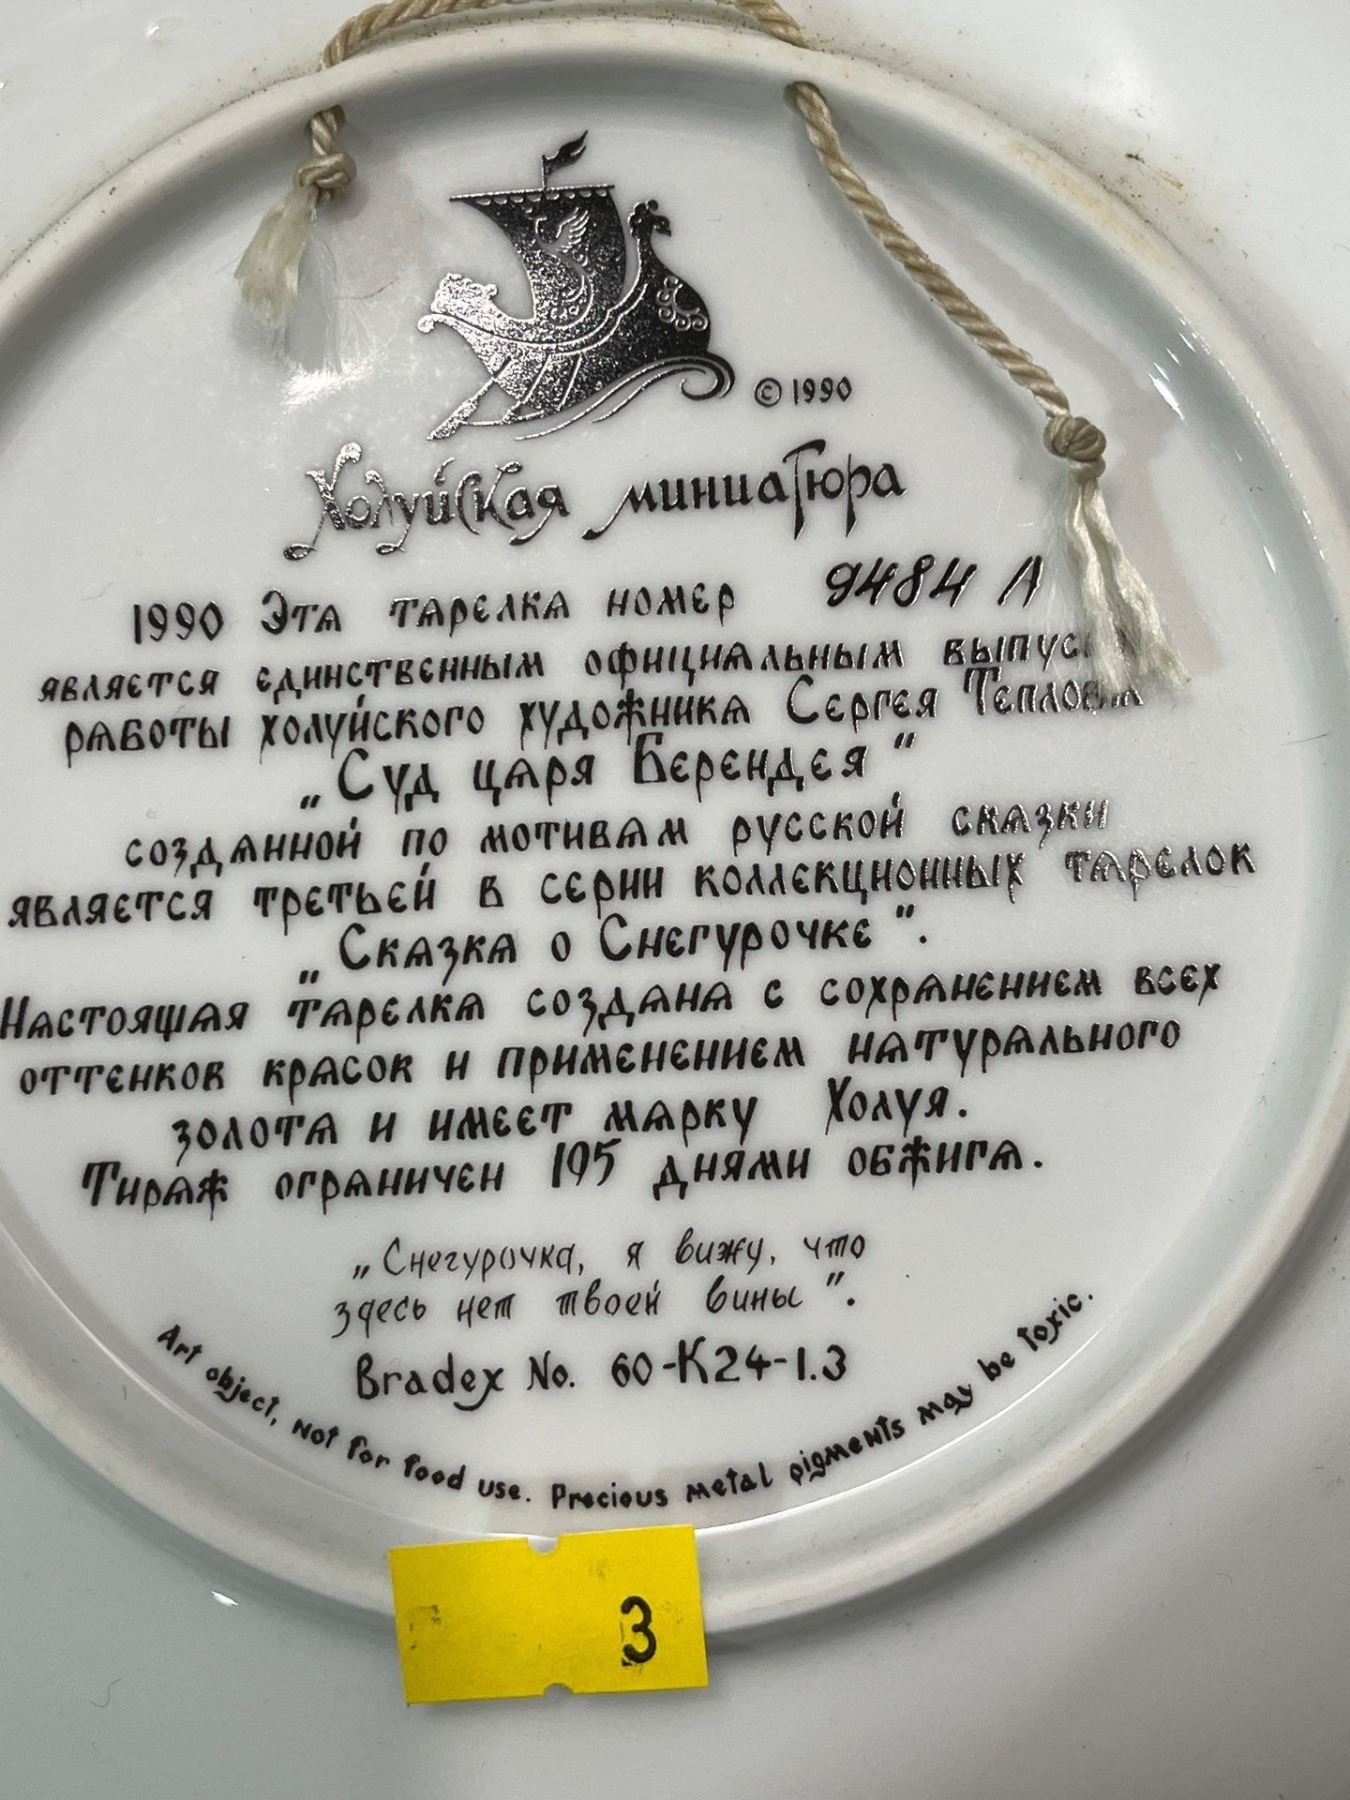 © 1990
Холуйская миниатюра
1990 Эта тарелка номер 9484 A
является единственным официальным
работы холуйского художника Сергея Теплова
„Суд царя Берендея“
созданной по мотивам русской сказки
является третьей в серии коллекционных тарелок
„Сказка о Снегурочке“.
Настоящая тарелка создана с сохранением всех
оттенков красок и применением натурального
золота и имеет марку Холуя.
Тираж ограничен 195 днями обжига.
„Снегурочка, я вижу, что
здесь нет твоей вины“.
Bradex No. 60-K24-1.3
Art object, not for food use. Precious metal pigments may be toxic.
3